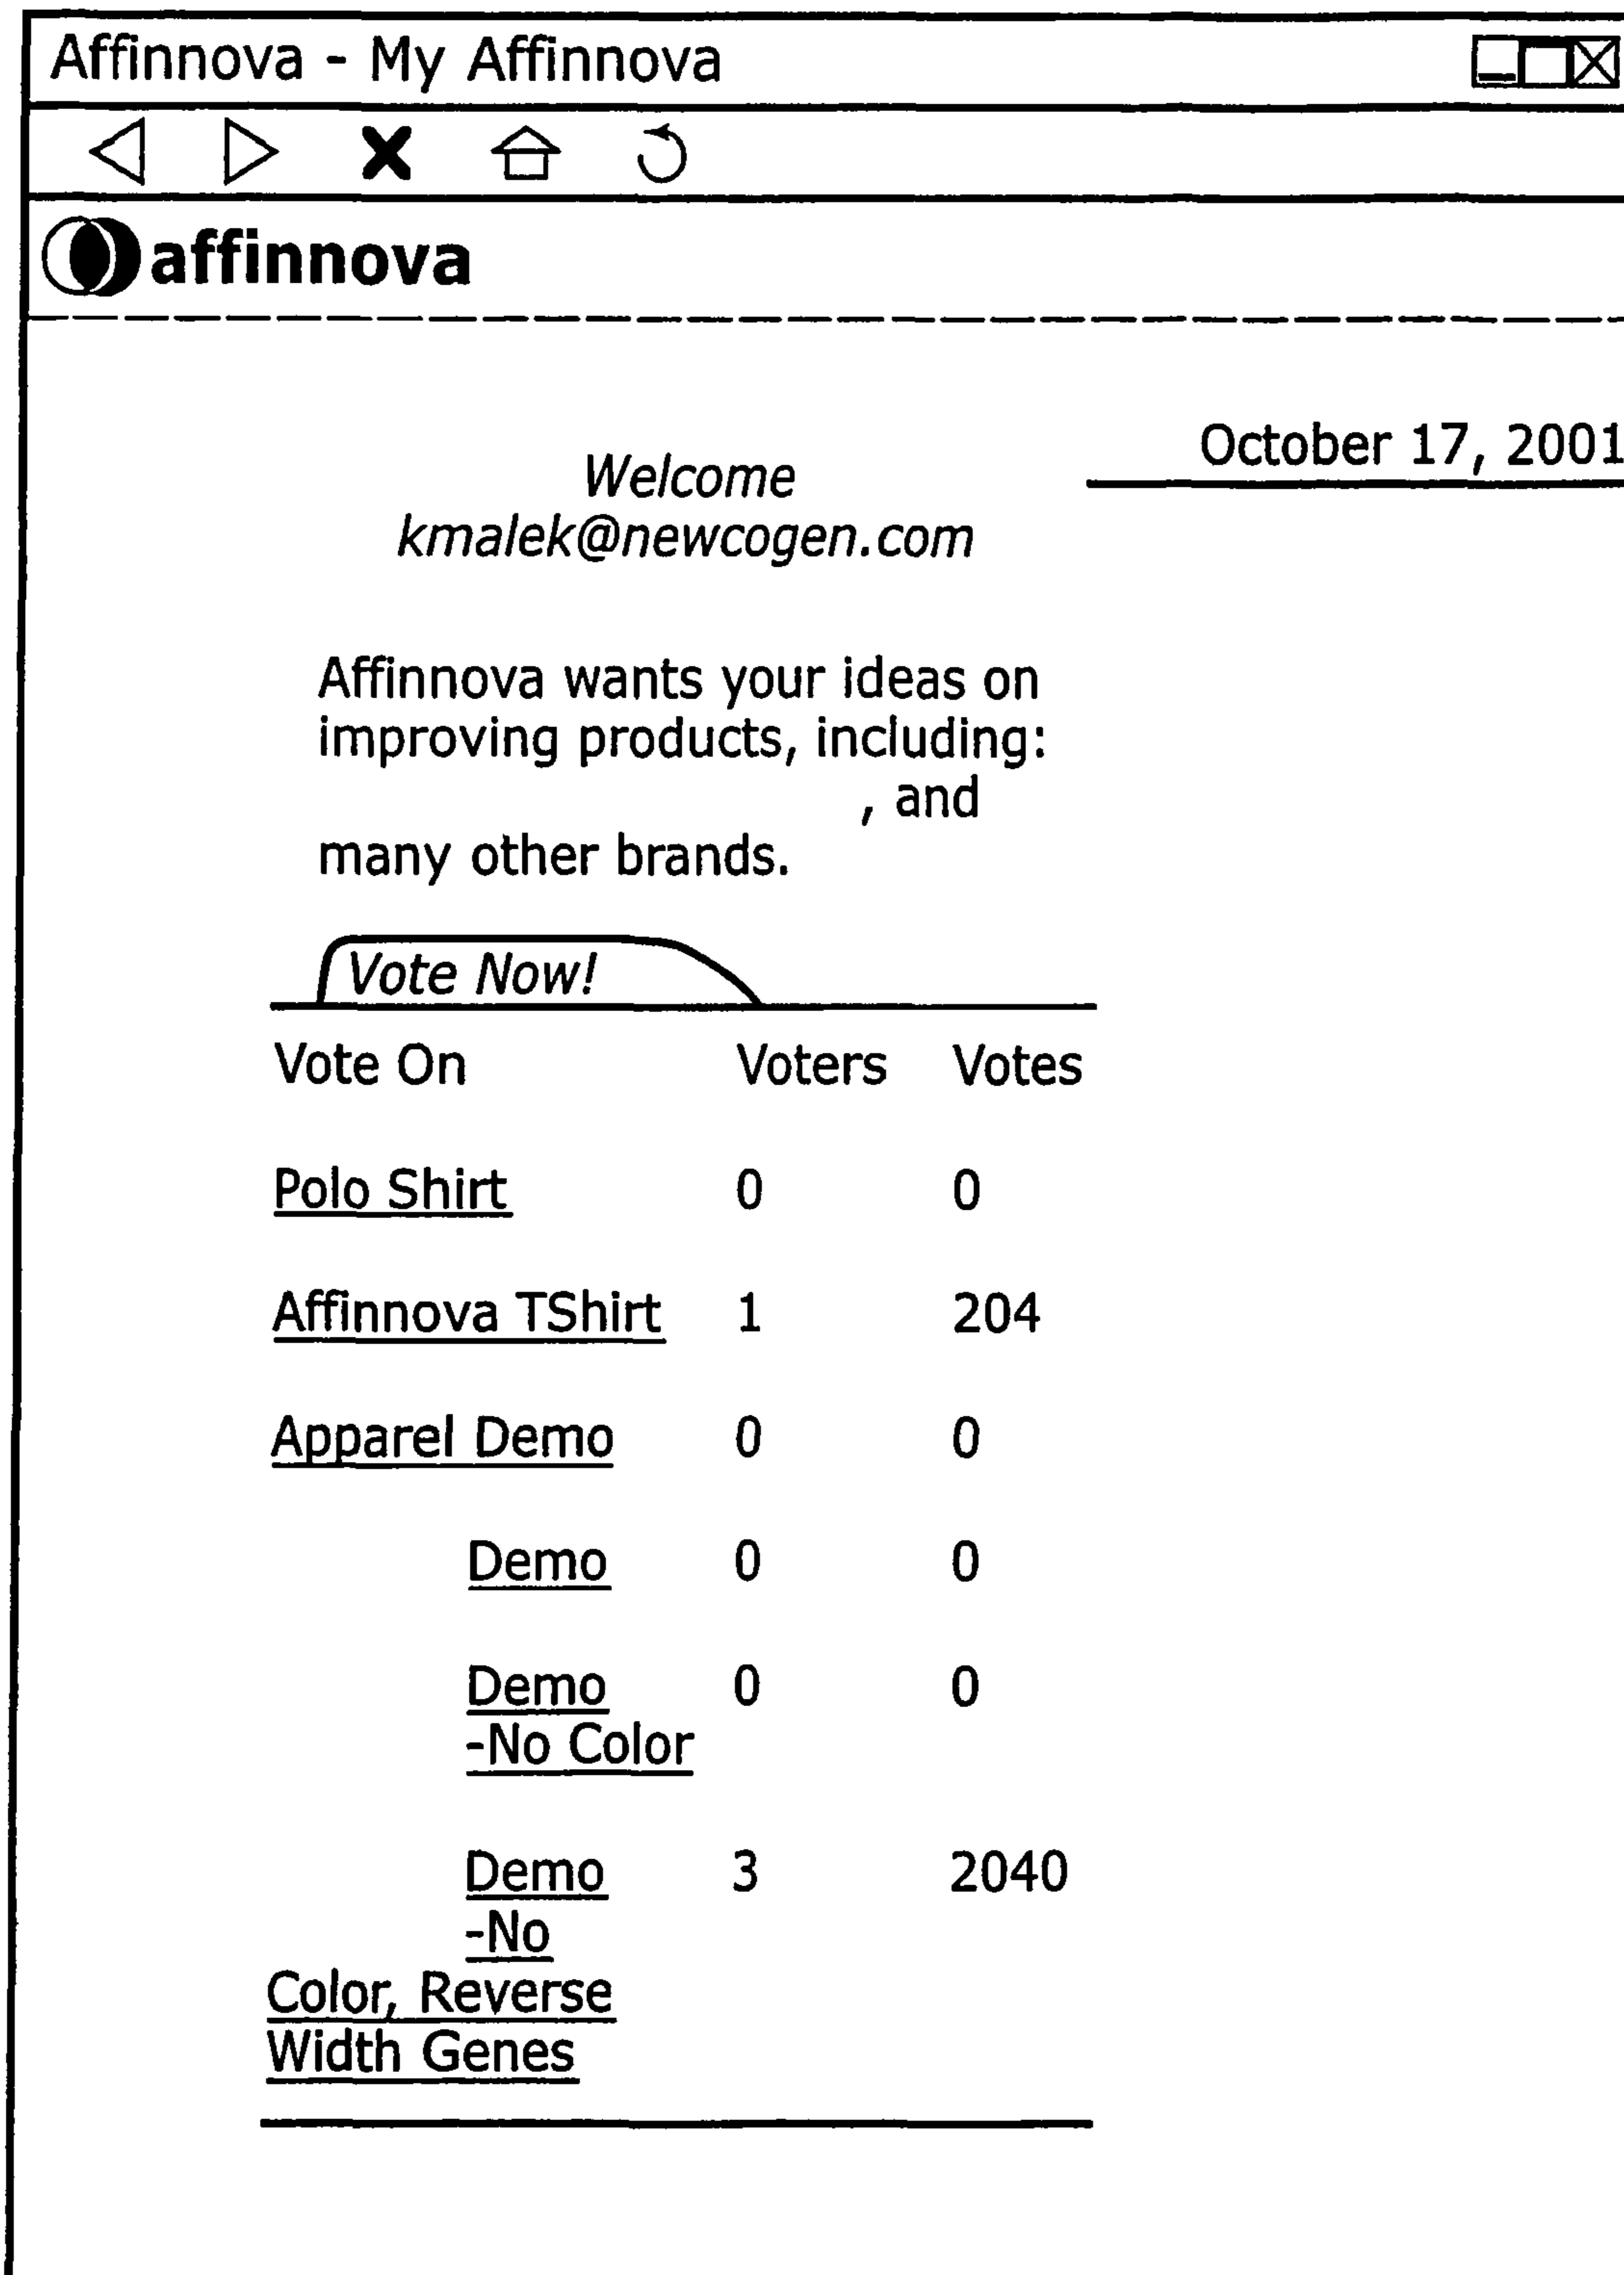 Affinnova - My Affinnova
affinnova
October 17, 2001
Welcome
kmalek@newcogen.com
Affinnova wants your ideas on
improving products, including:
, and
many other brands.
Vote Now!
Vote On Voters Votes
Polo Shirt 0 0
Affinnova TShirt 1 204
Apparel Demo 0 0
Demo 0 0
Demo 0 0
-No Color
Demo 3 2040
-No
Color, Reverse
Width Genes